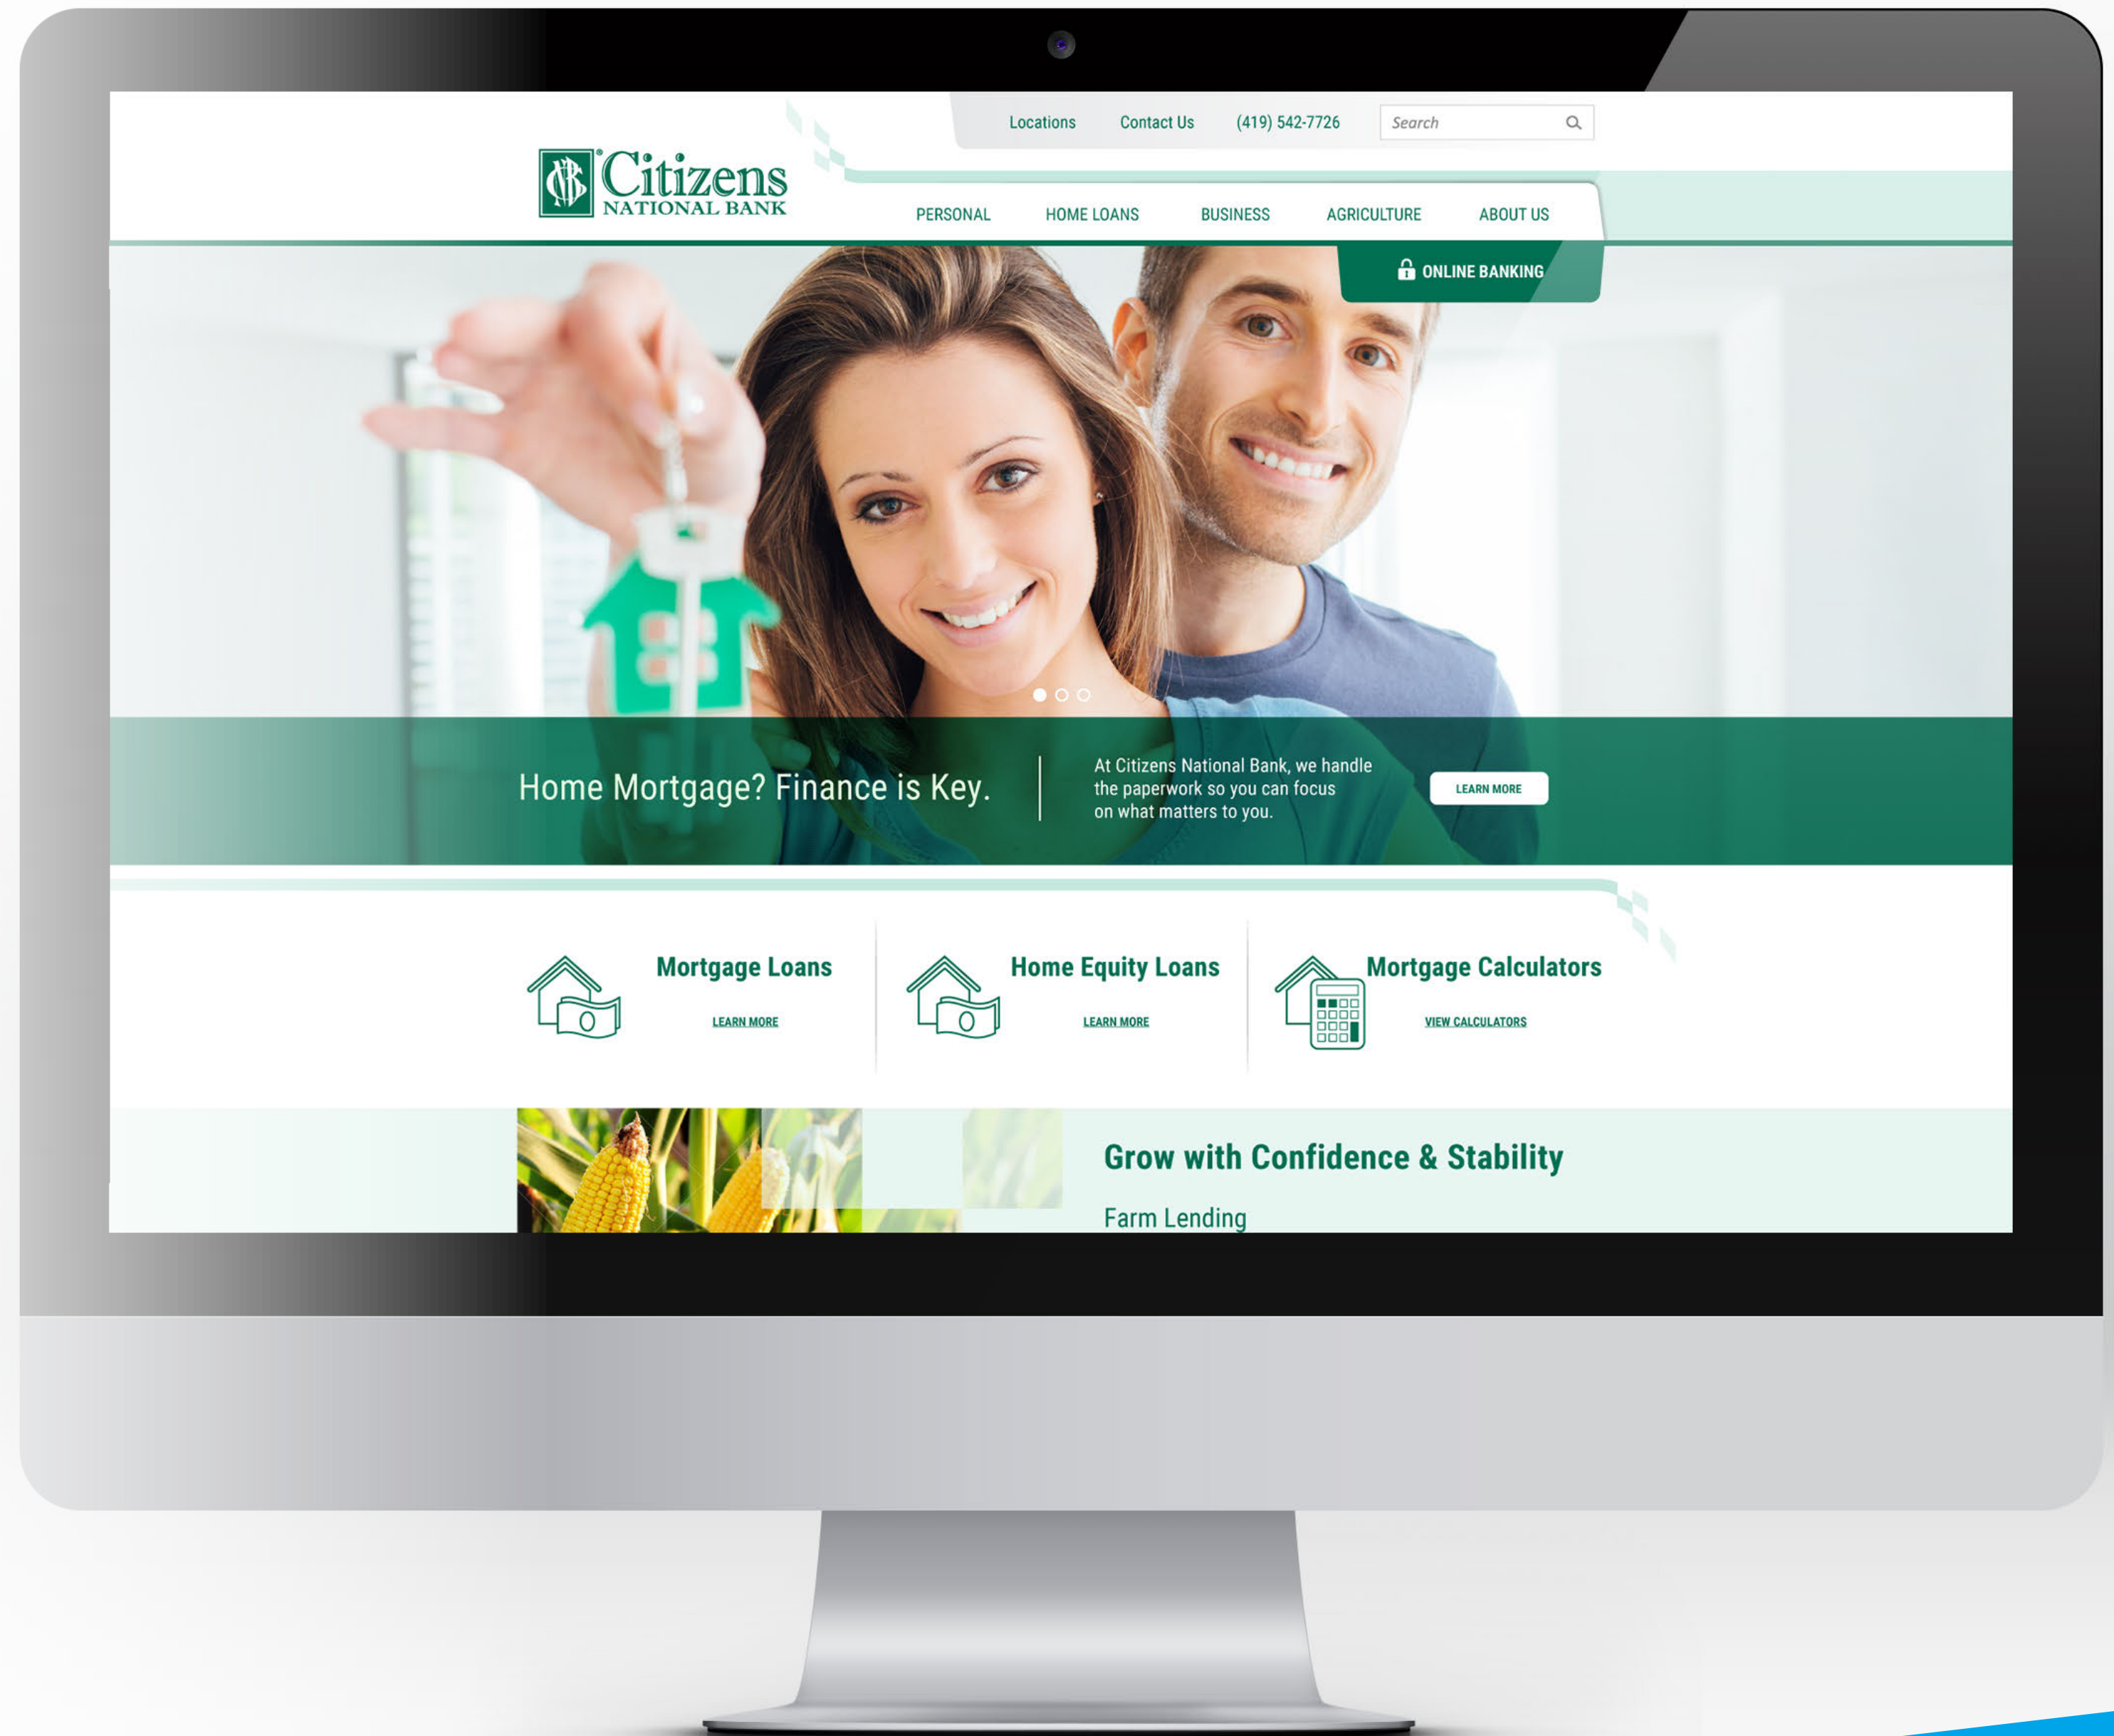 Locations Contact Us (419) 542-7726 Search
Citizens
NATIONAL BANK
PERSONAL HOME LOANS BUSINESS AGRICULTURE ABOUT US
ONLINE BANKING
Home Mortgage? Finance is Key.
At Citizens National Bank, we handle
the paperwork so you can focus
on what matters to you.
LEARN MORE
Mortgage Loans
LEARN MORE
Home Equity Loans
LEARN MORE
Mortgage Calculators
VIEW CALCULATORS
Grow with Confidence & Stability
Farm Lending